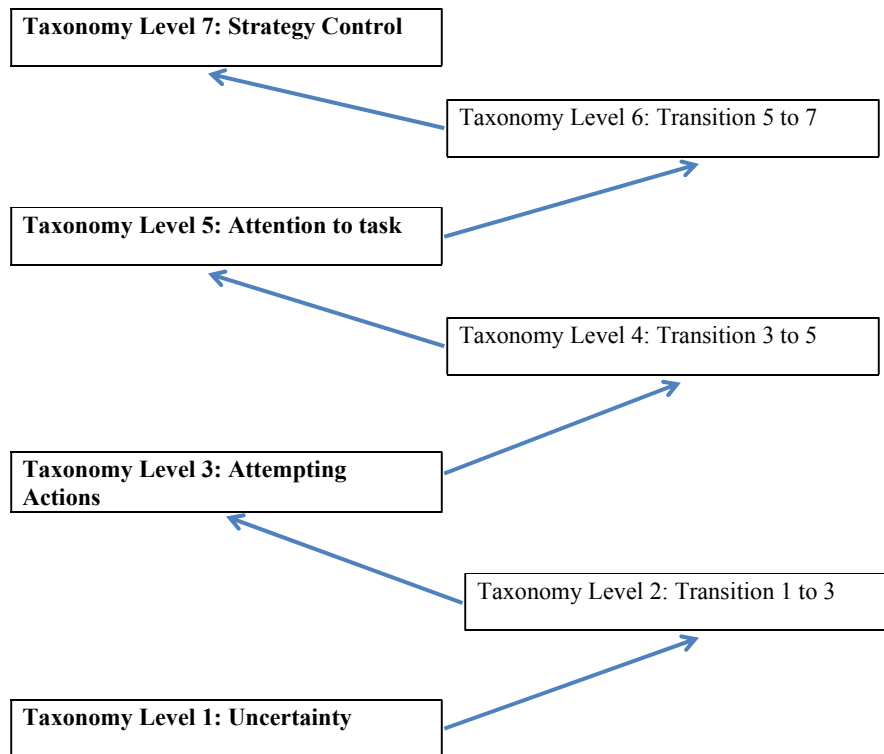 Taxonomy Level 7: Strategy Control
Taxonomy Level 6: Transition 5 to 7
Taxonomy Level 5: Attention to task
Taxonomy Level 4: Transition 3 to 5
Taxonomy Level 3: Attempting
Actions
Taxonomy Level 2: Transition 1 to 3
Taxonomy Level 1: Uncertainty